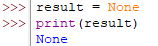 >>> result = None
>>> print(result)
None